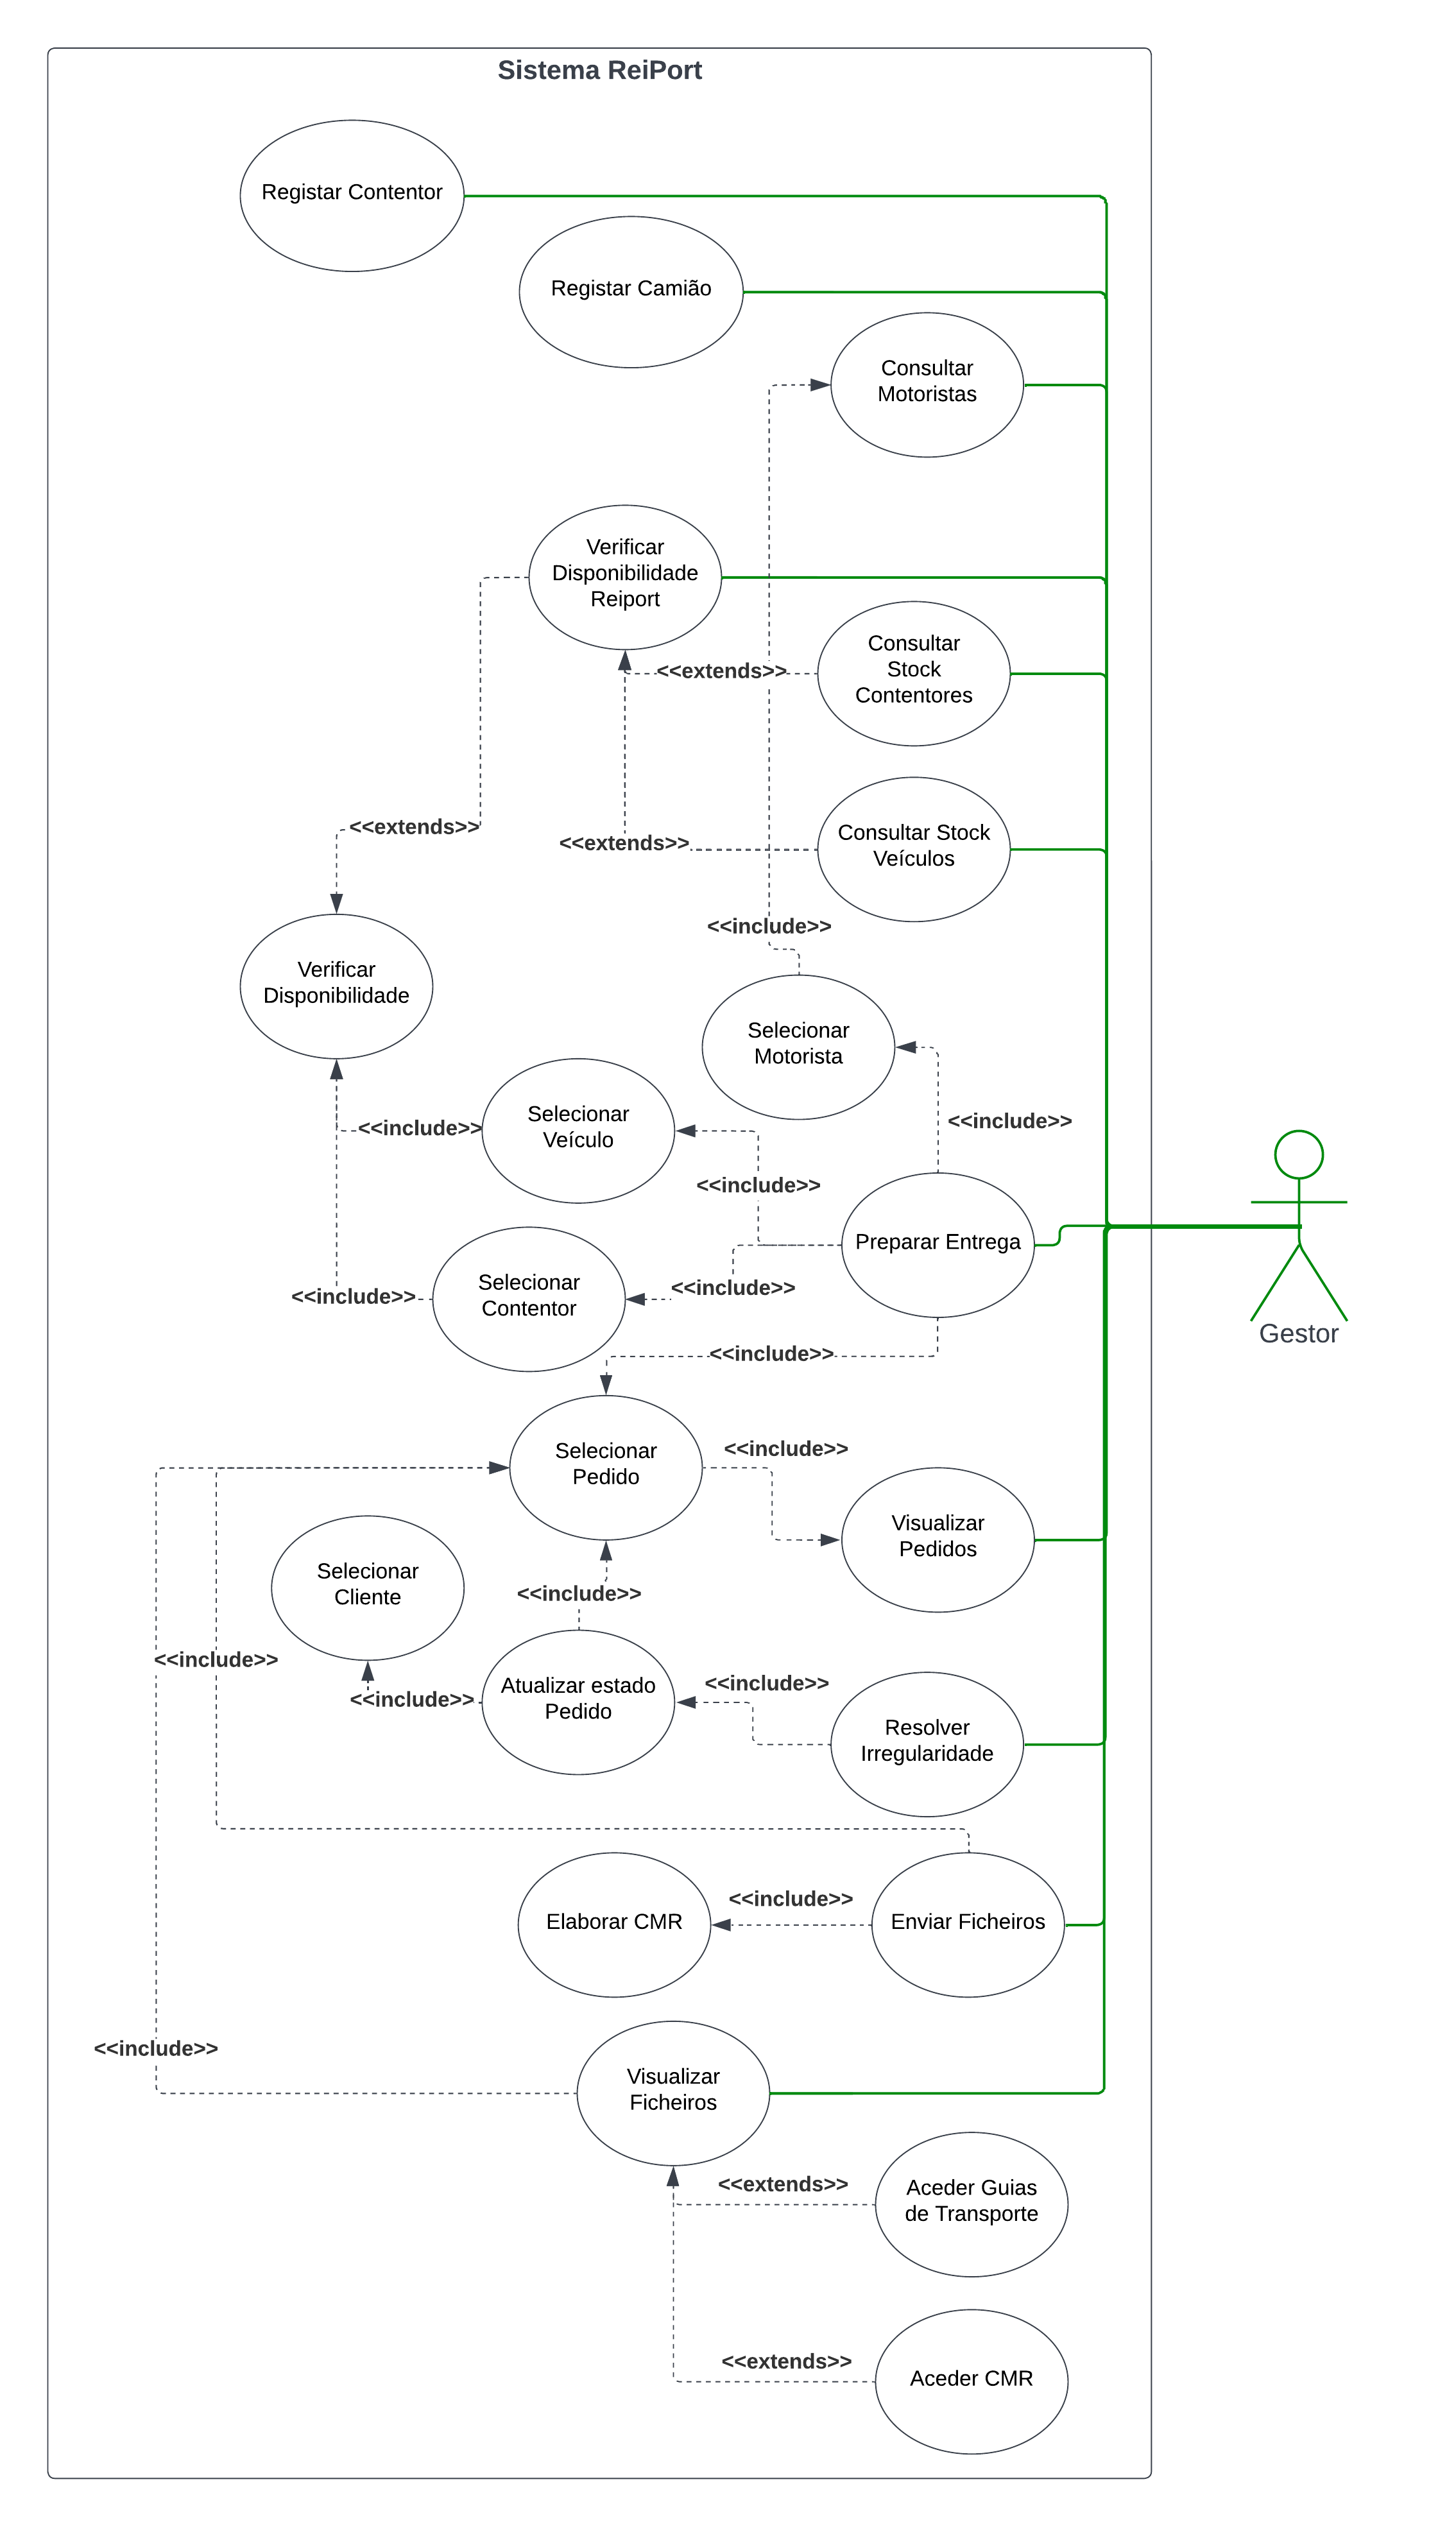 Sistema ReiPort
Registar Contentor
Registar Camião
Consultar
Motoristas
Verificar
Disponibilidade
Reiport
Consultar
Stock
Contentores
<<extends>>
Consultar Stock
Veículos
<<extends>>
<<extends>>
<<include>>
Verificar
Disponibilidade
Selecionar
Motorista
Selecionar
Veículo
<<include>>
<<include>>
<<include>>
Preparar Entrega
Selecionar
Contentor
<<include>>
<<include>>
Gestor
<<include>>
Selecionar
Pedido
<<include>>
Visualizar
Pedidos
Selecionar
Cliente
<<include>>
<<include>>
Atualizar estado
Pedido
<<include>>
<<include>>
Resolver
Irregularidade
Elaborar CMR
<<include>>
Enviar Ficheiros
<<include>>
Visualizar
Ficheiros
<<extends>>
Aceder Guias
de Transporte
<<extends>>
Aceder CMR